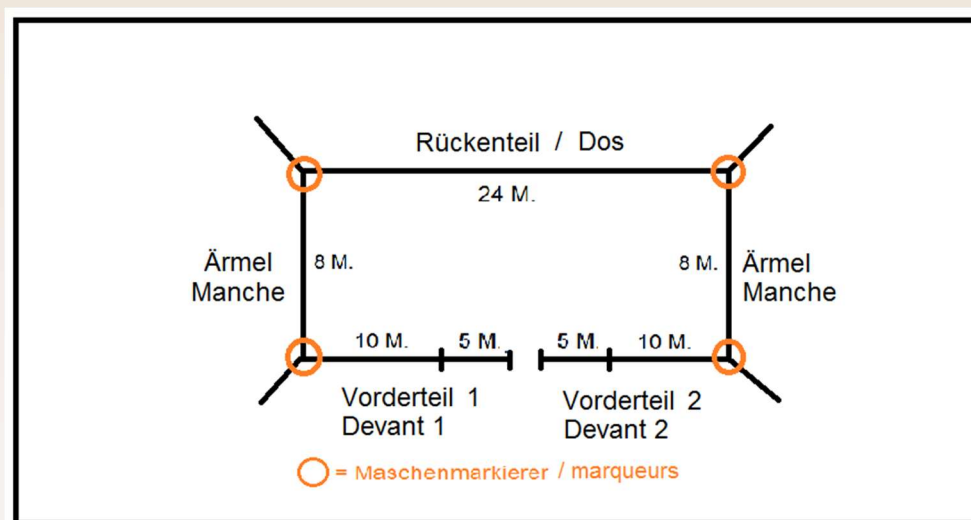 Rückenteil / Dos
24 M.
Ärmel
Manche
8 M.
8 M.
Ärmel
Manche
10 M.
5 M.
5 M.
10 M.
Vorderteil 1
Devant 1
Vorderteil 2
Devant 2
= Maschenmarkierer / marqueurs